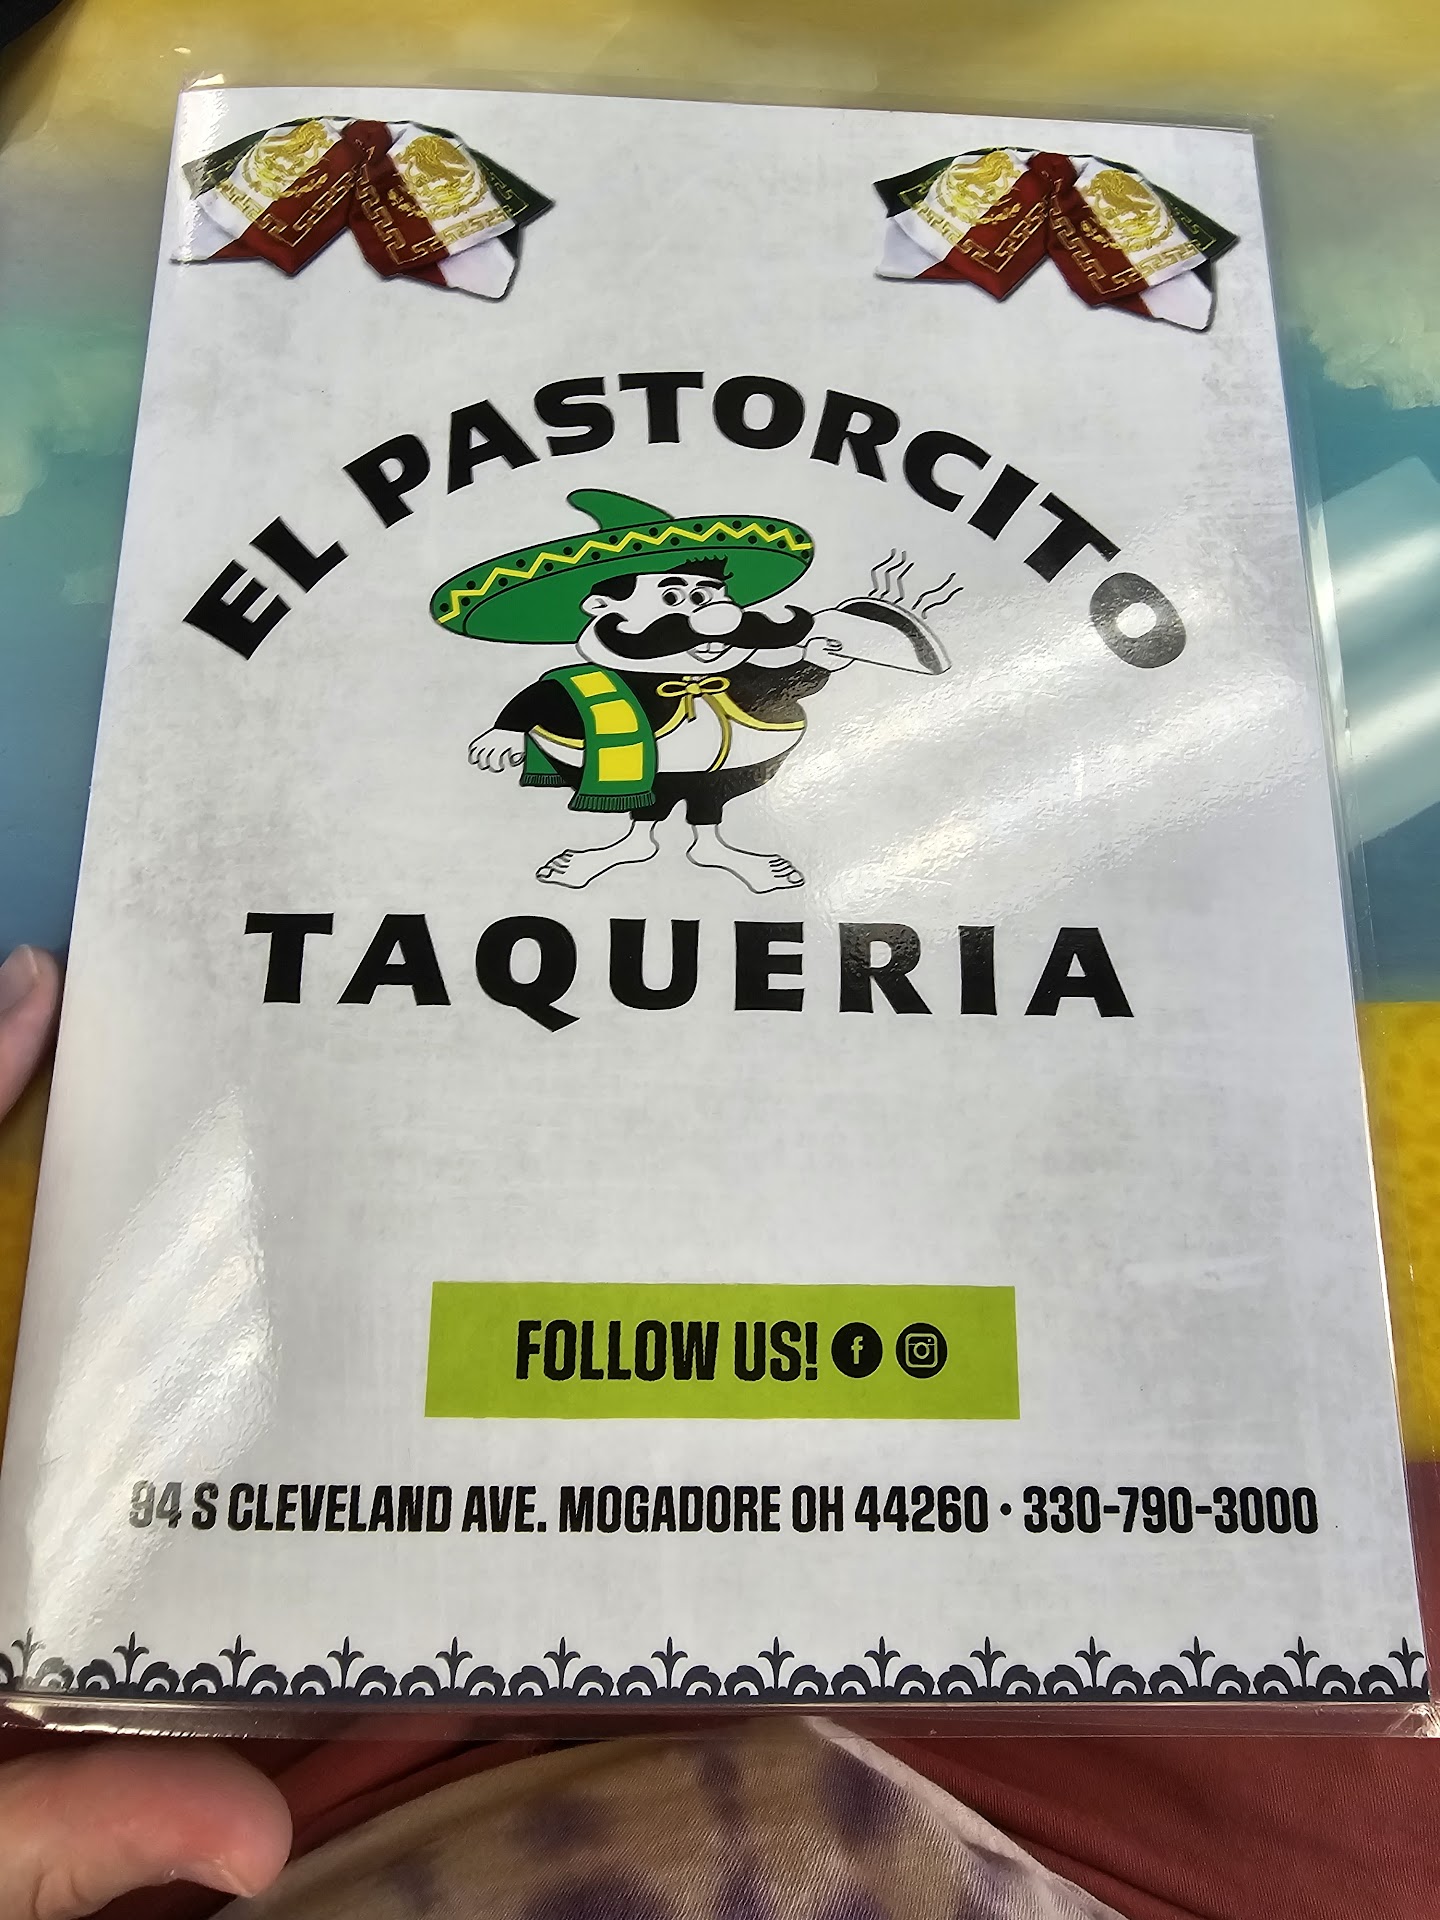 EL PASTORCITO
TAQUERIA
FOLLOW US!
94 S CLEVELAND AVE. MOGADORE OH 44260 • 330-790-3000